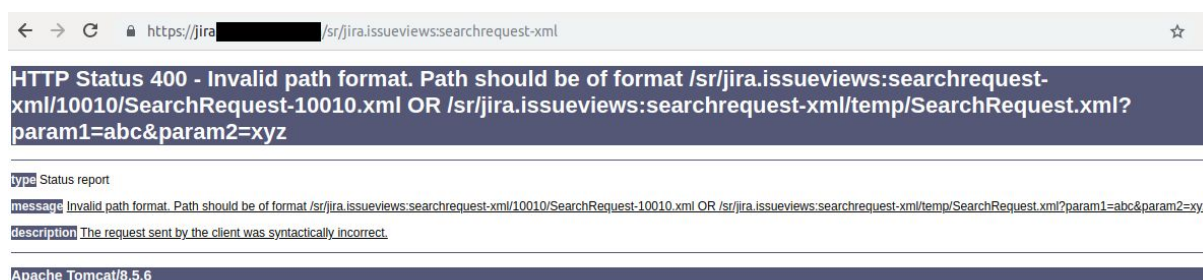 https://jira /sr/jira.issueviews:searchrequest-xml
HTTP Status 400 - Invalid path format. Path should be of format /sr/jira.issueviews:searchrequest-
xml/10010/SearchRequest-10010.xml OR /sr/jira.issueviews:searchrequest-xml/temp/SearchRequest.xml?
param1=abc&param2=xyz
type Status report
message Invalid path format. Path should be of format /sr/jira.issueviews:searchrequest-xml/10010/SearchRequest-10010.xml OR /sr/jira.issueviews:searchrequest-xml/temp/SearchRequest.xml?param1=abc&param2=xy
description The request sent by the client was syntactically incorrect.
Apache Tomcat/8.5.6